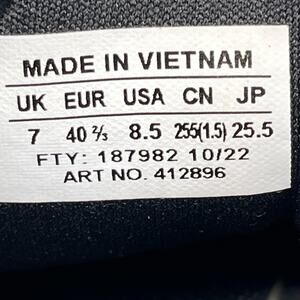 MADE IN VIETNAM
UK EUR USA CN JP
7 40 ⅔ 8.5 255(1.5) 25.5
FTY: 187982 10/22
ART NO. 412896